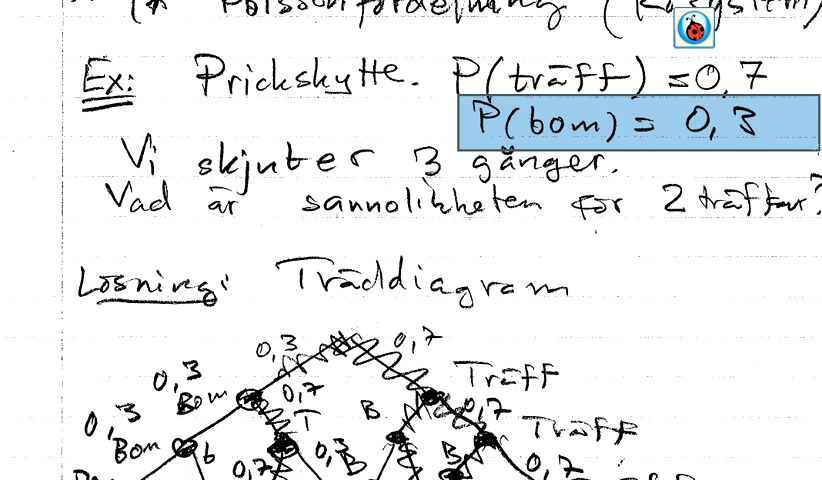 Poissonfördelning
Ex: Prickskytte. P(träff) = 0,7
P(bom) = 0,3
Vi skjuter 3 gånger.
Vad är sannolikheten för 2 träffar?
Lösning: Träddiagram
0,3 0,7
0,3 Bom 0,7 Träff
0,3 T B 0,7 Träff
Bom b 0,3 B B 0,7
0,7